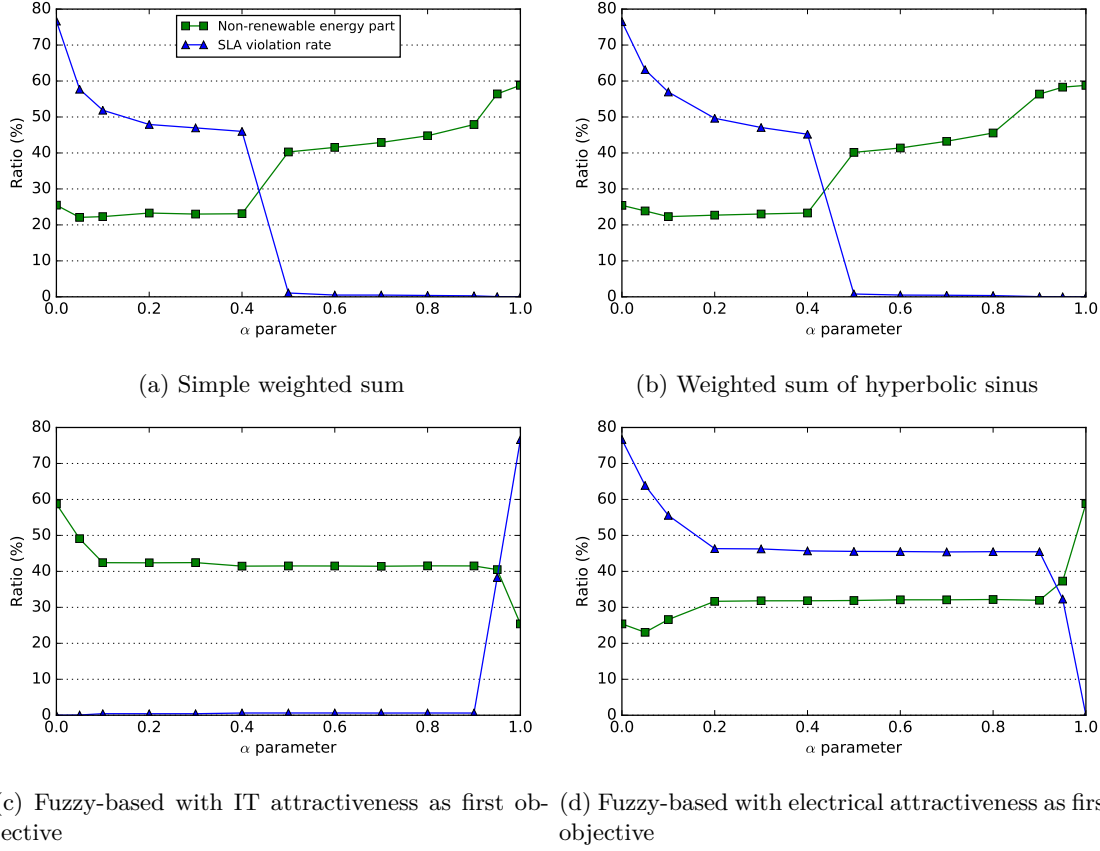 80
70
60
50
40
30
20
10
0
Ratio (%)
Non-renewable energy part
SLA violation rate
0.0 0.2 0.4 0.6 0.8 1.0
α parameter
(a) Simple weighted sum
80
70
60
50
40
30
20
10
0
Ratio (%)
0.0 0.2 0.4 0.6 0.8 1.0
α parameter
(b) Weighted sum of hyperbolic sinus
80
70
60
50
40
30
20
10
0
Ratio (%)
0.0 0.2 0.4 0.6 0.8 1.0
α parameter
(c) Fuzzy-based with IT attractiveness as first ob-
ective
80
70
60
50
40
30
20
10
0
Ratio (%)
0.0 0.2 0.4 0.6 0.8 1.0
α parameter
(d) Fuzzy-based with electrical attractiveness as firs
objective